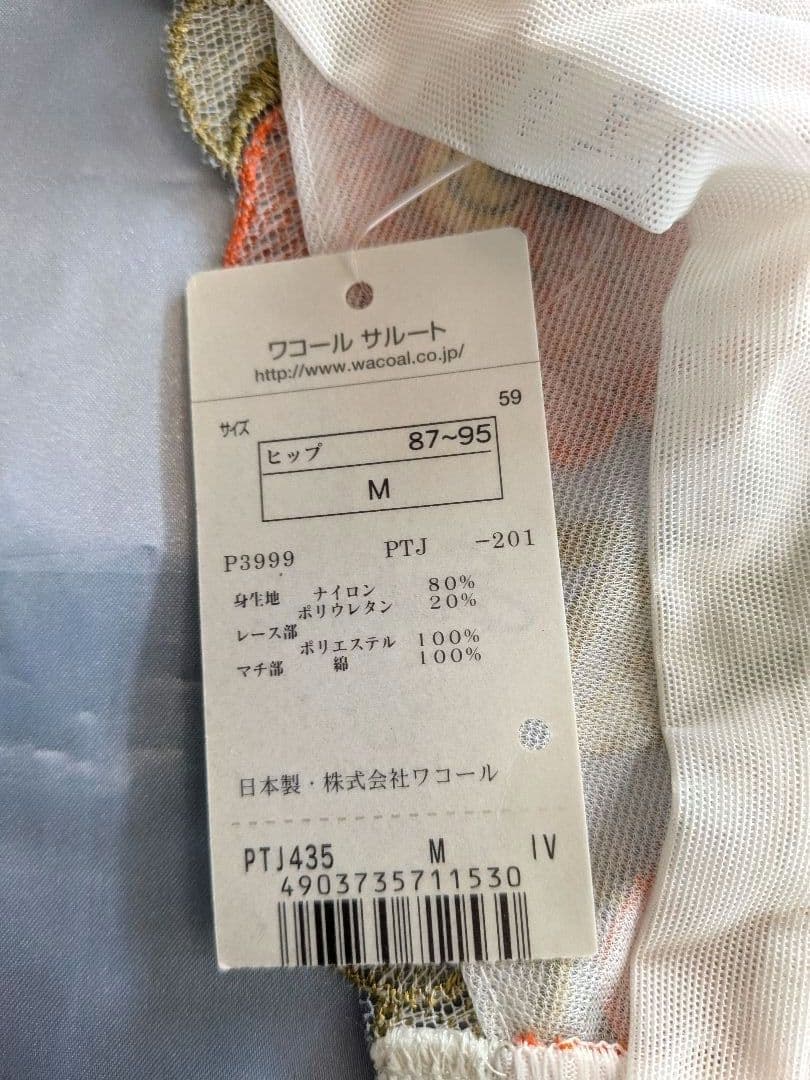 ワコール サルート
http://www.wacoal.co.jp/
59
サイズ
ヒップ 87~95
M
P3999 PTJ -201
身生地 ナイロン 80%
ポリウレタン 20%
レース部
ポリエステル 100%
マチ部 綿 100%
日本製・株式会社ワコール
PTJ435 M IV
4903735711530